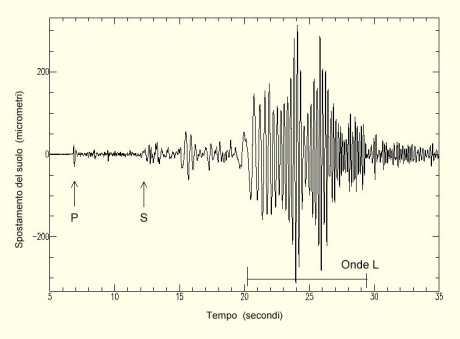 Spostamento del suolo (micrometri)
200
0
-200
P
S
Onde L
5
10
15
20
25
30
35
Tempo (secondi)